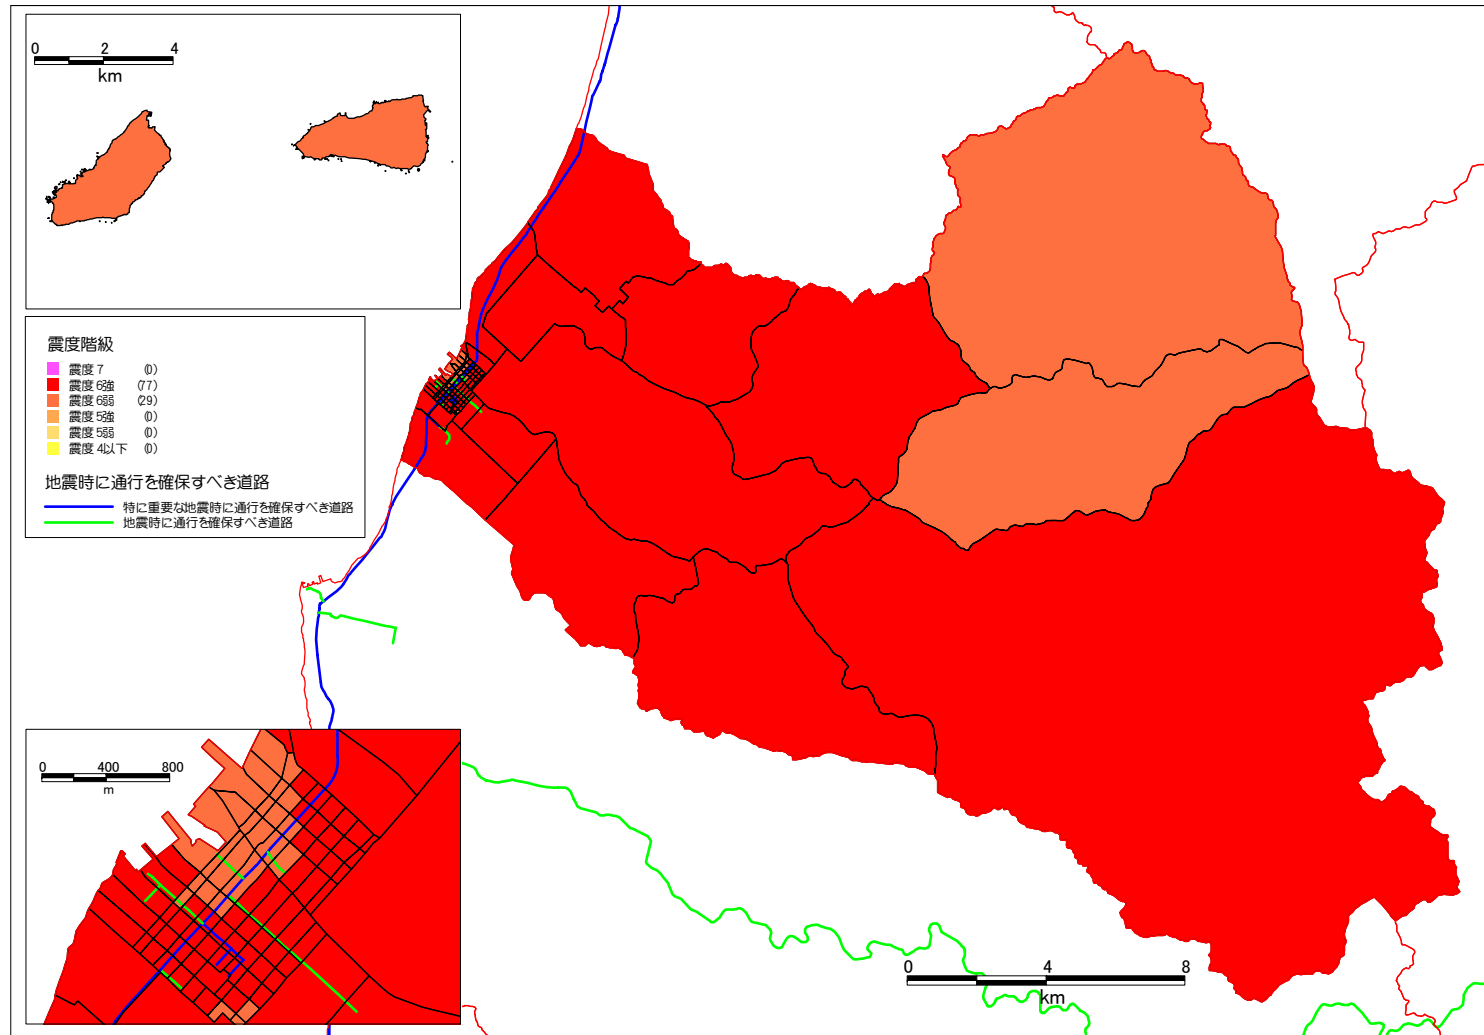 0 2 4
km
震度階級
震度7 (0)
震度6強 (77)
震度6弱 (29)
震度5強 (0)
震度5弱 (0)
震度4以下 (0)
地震時に通行を確保すべき道路
特に重要な地震時に通行を確保すべき道路
地震時に通行を確保すべき道路
0 400 800
m
0 4 8
km